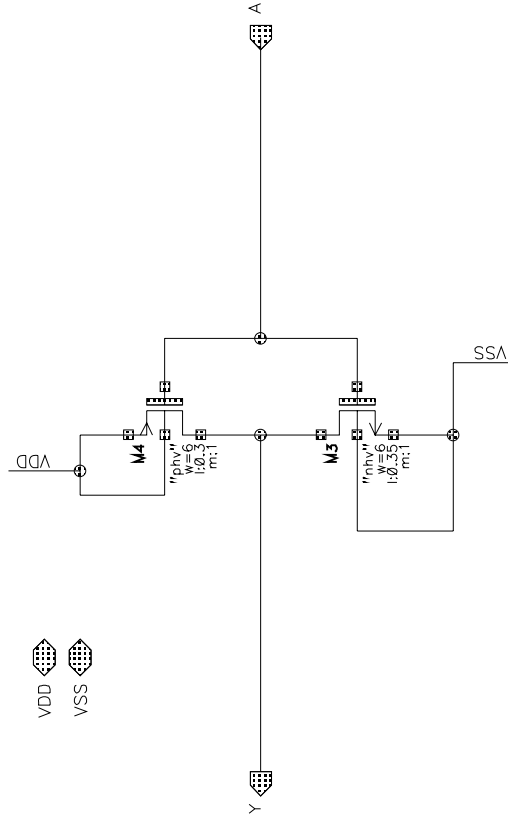 A
VDD
M4
"phv"
w=6
l:0.3
m:1
VSS
M3
"nhv"
w=6
l:0.35
m:1
VDD
VSS
Y